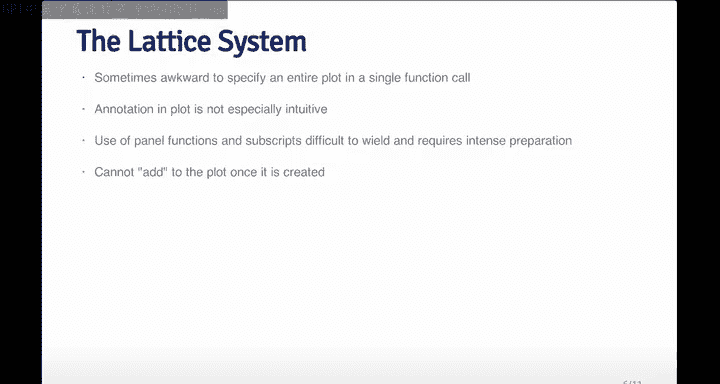 The Lattice System
· Sometimes awkward to specify an entire plot in a single function call
· Annotation in plot is not especially intuitive
· Use of panel functions and subscripts difficult to wield and requires intense preparation
· Cannot "add" to the plot once it is created